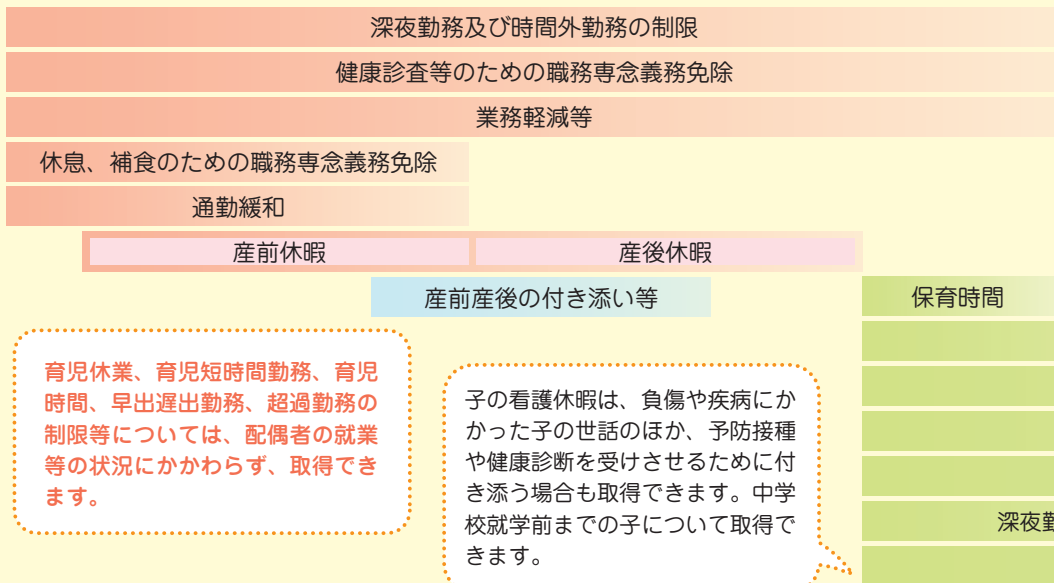 深夜勤務及び時間外勤務の制限
健康診査等のための職務専念義務免除
業務軽減等
休息、補食のための職務専念義務免除
通勤緩和
産前休暇
産後休暇
産前産後の付き添い等
保育時間
育児休業、育児短時間勤務、育児
時間、早出遅出勤務、超過勤務の
制限等については、配偶者の就業
等の状況にかかわらず、取得でき
ます。
子の看護休暇は、負傷や疾病にか
かった子の世話のほか、予防接種
や健康診断を受けさせるために付
き添う場合も取得できます。中学
校就学前までの子について取得で
きます。
深夜勤